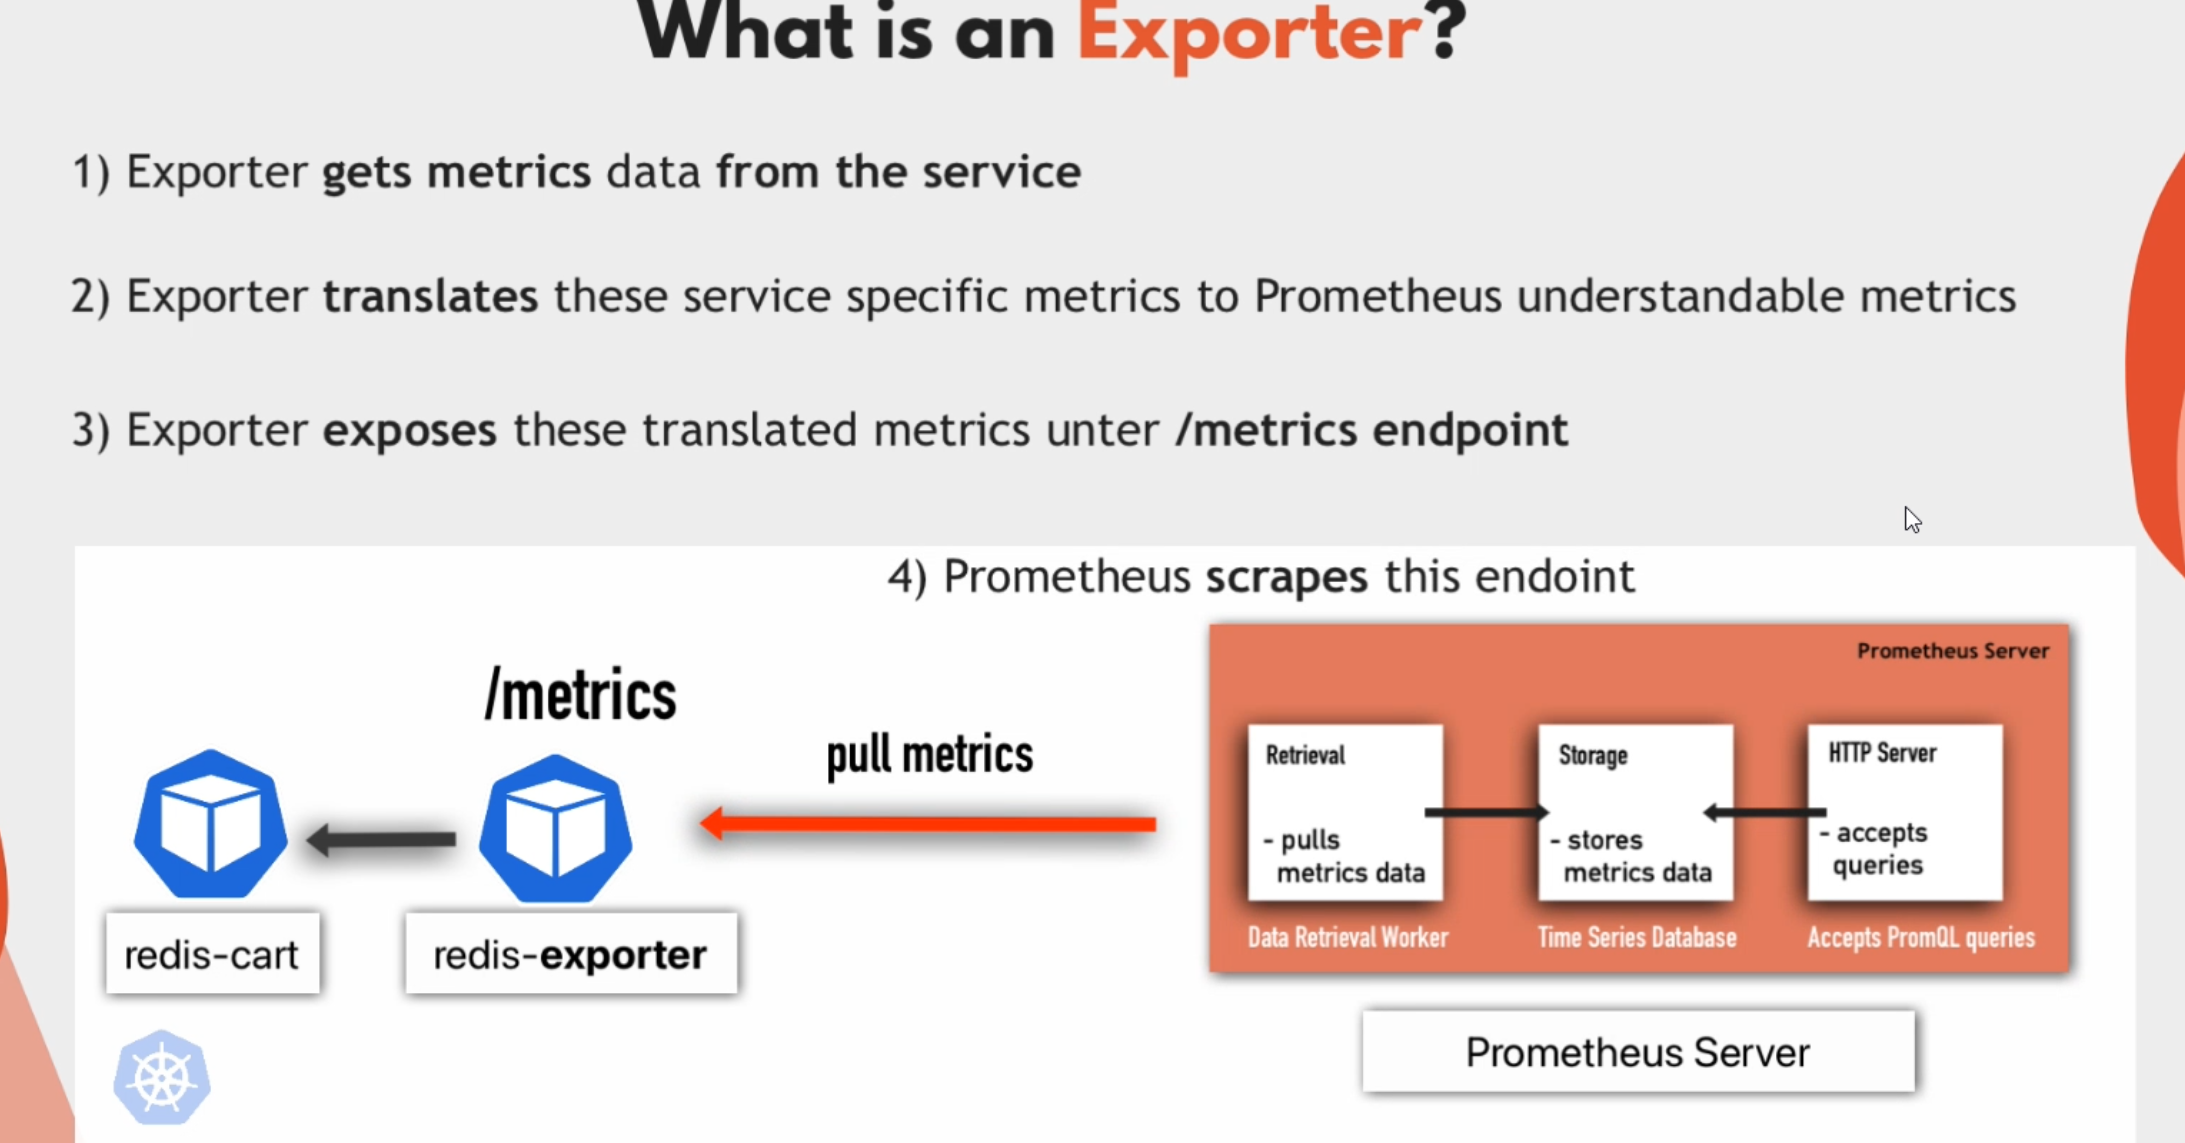 What is an Exporter?
1) Exporter gets metrics data from the service
2) Exporter translates these service specific metrics to Prometheus understandable metrics
3) Exporter exposes these translated metrics unter /metrics endpoint
4) Prometheus scrapes this endoint
/metrics
pull metrics
redis-cart
redis-exporter
Prometheus Server
Retrieval
- pulls
metrics data
Data Retrieval Worker
Storage
- stores
metrics data
Time Series Database
HTTP Server
- accepts
queries
Accepts PromQL queries
Prometheus Server